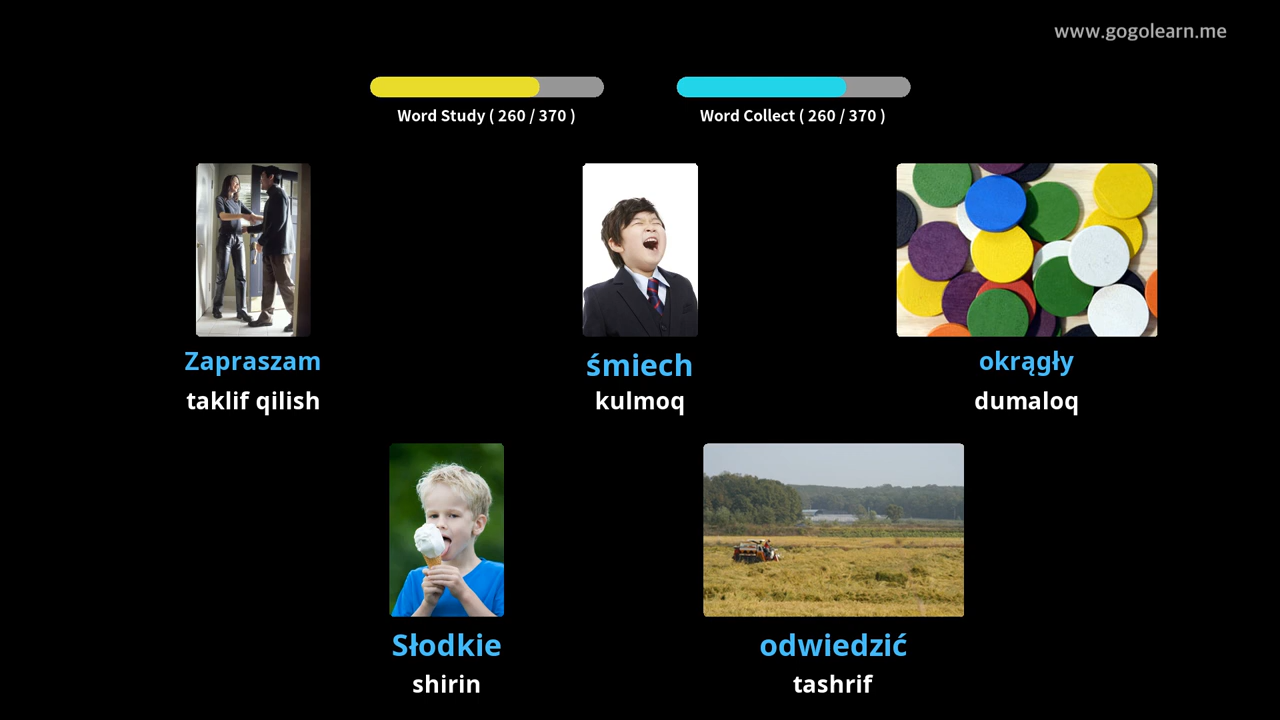 www.gogolearn.me
Word Study ( 260 / 370 )
Word Collect ( 260 / 370 )
Zapraszam
taklif qilish
śmiech
kulmoq
okrągły
dumaloq
Słodkie
shirin
odwiedzić
tashrif